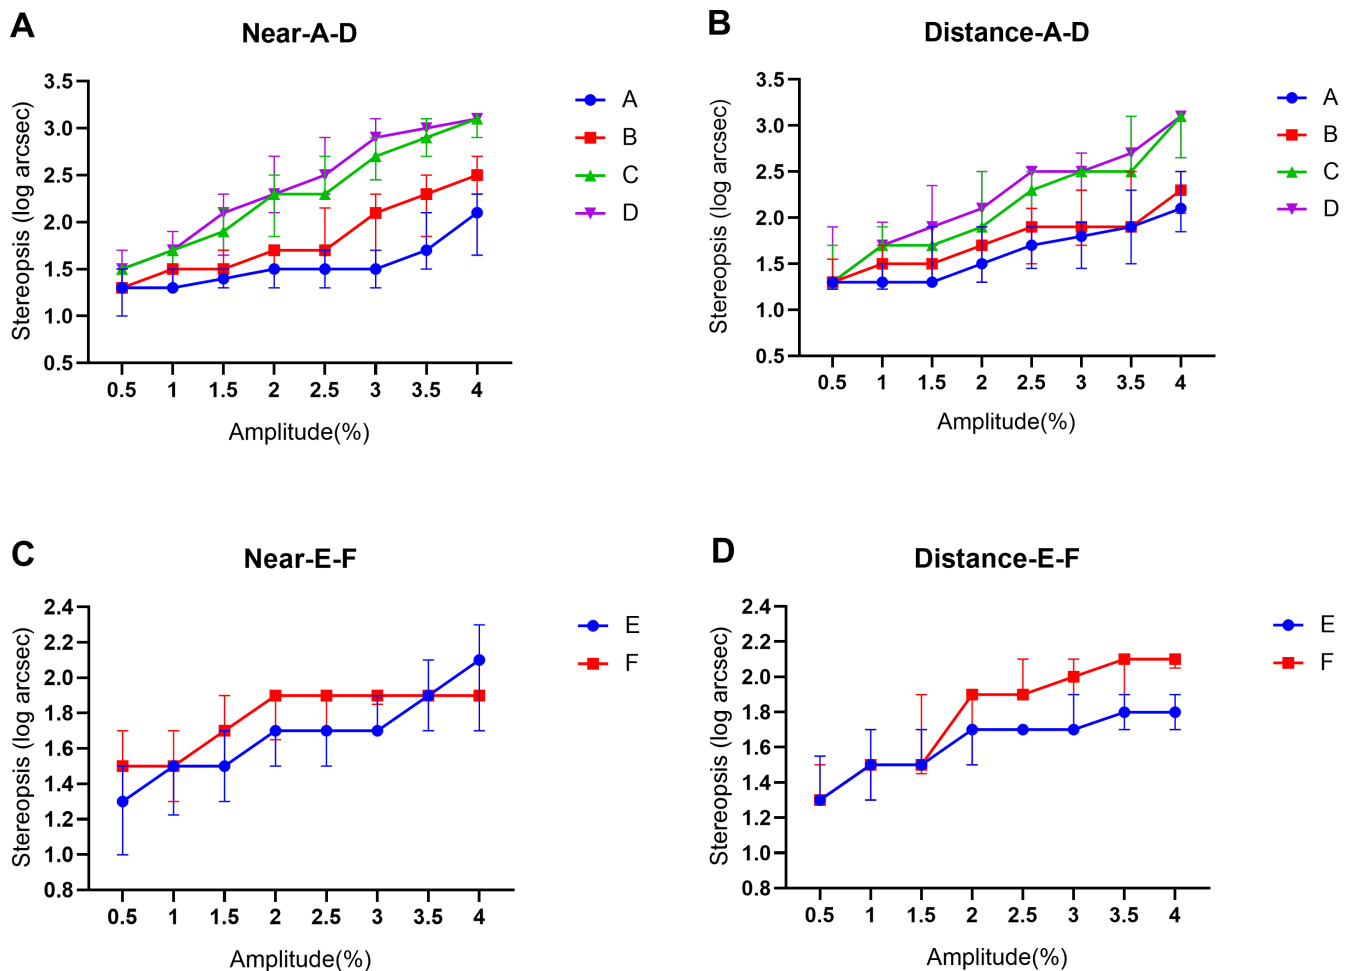 A
Near-A-D
Stereopsis (log arcsec)
3.5
3.0
2.5
2.0
1.5
1.0
0.5
0.5 1 1.5 2 2.5 3 3.5 4
Amplitude(%)
A
B
C
D
B
Distance-A-D
Stereopsis (log arcsec)
3.5
3.0
2.5
2.0
1.5
1.0
0.5
0.5 1 1.5 2 2.5 3 3.5 4
Amplitude(%)
A
B
C
D
C
Near-E-F
Stereopsis (log arcsec)
2.4
2.2
2.0
1.8
1.6
1.4
1.2
1.0
0.8
0.5 1 1.5 2 2.5 3 3.5 4
Amplitude(%)
E
F
D
Distance-E-F
Stereopsis (log arcsec)
2.4
2.2
2.0
1.8
1.6
1.4
1.2
1.0
0.8
0.5 1 1.5 2 2.5 3 3.5 4
Amplitude(%)
E
F